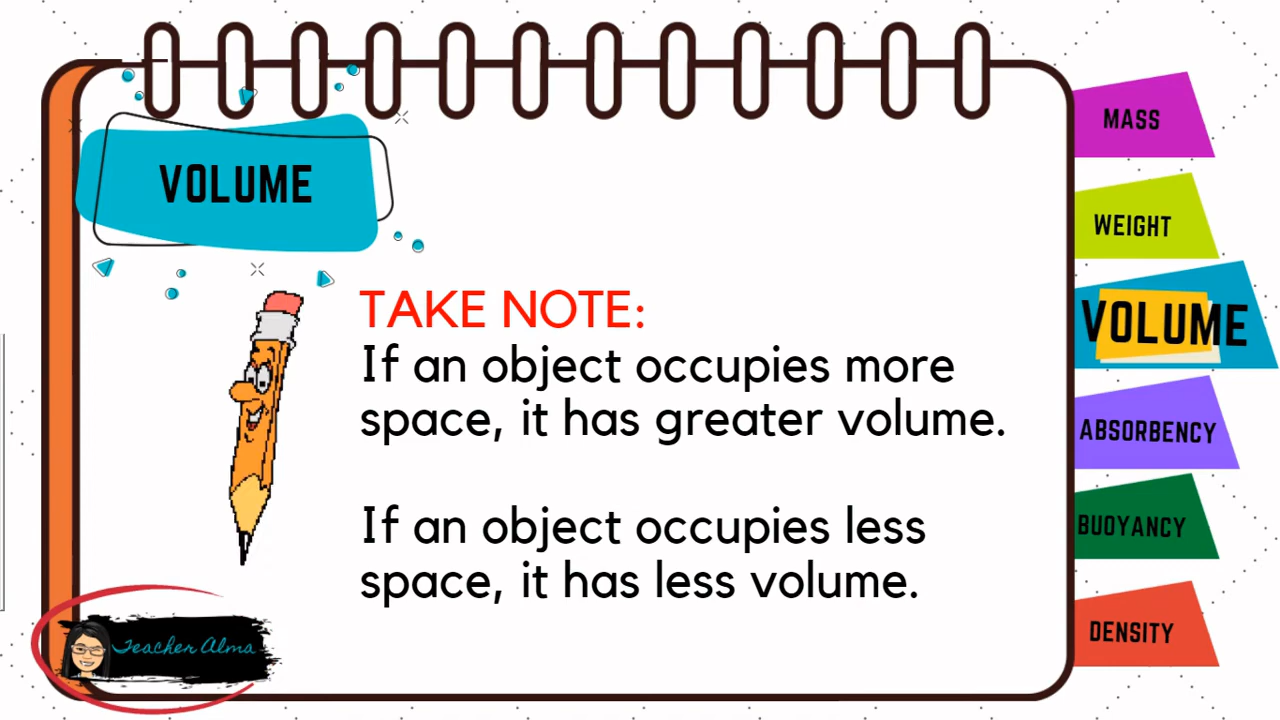 VOLUME
TAKE NOTE:
If an object occupies more
space, it has greater volume.
If an object occupies less
space, it has less volume.
MASS
WEIGHT
VOLUME
ABSORBENCY
BUOYANCY
DENSITY
Teacher Alma